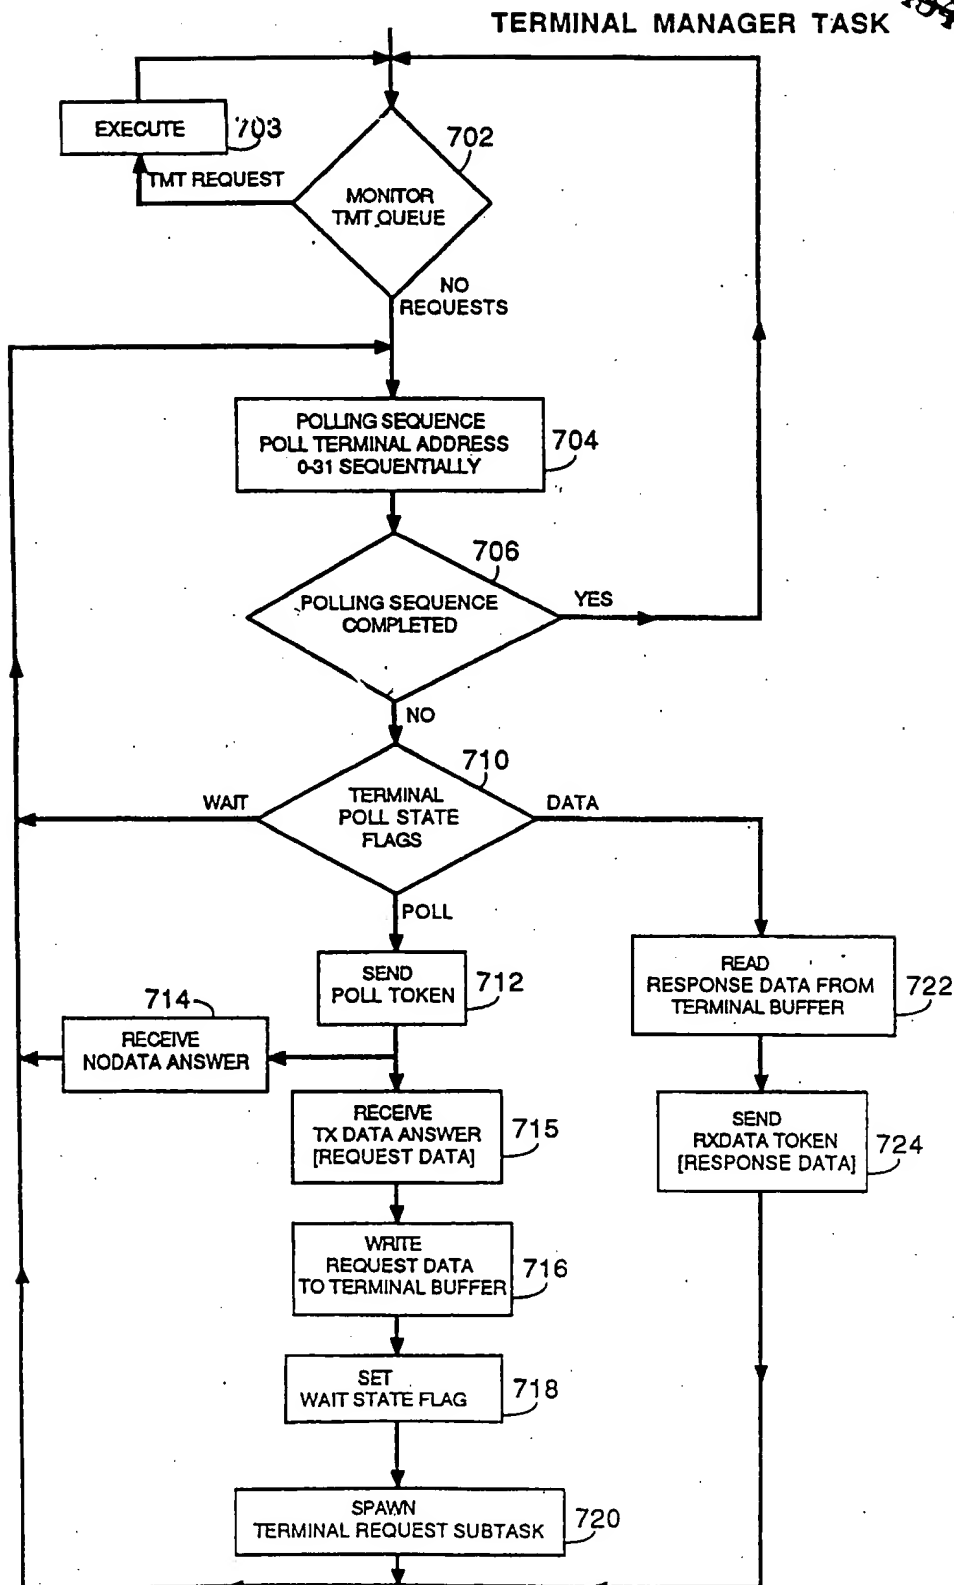 TERMINAL MANAGER TASK
EXECUTE
703
702
TMT REQUEST
MONITOR
TMT QUEUE
NO
REQUESTS
POLLING SEQUENCE
POLL TERMINAL ADDRESS
0-31 SEQUENTIALLY
704
706
POLLING SEQUENCE
COMPLETED
YES
NO
710
WAIT
TERMINAL
POLL STATE
FLAGS
DATA
POLL
SEND
POLL TOKEN
712
READ
RESPONSE DATA FROM
TERMINAL BUFFER
722
714
RECEIVE
NODATA ANSWER
RECEIVE
TX DATA ANSWER
[REQUEST DATA]
715
SEND
RXDATA TOKEN
[RESPONSE DATA]
724
WRITE
REQUEST DATA
TO TERMINAL BUFFER
716
SET
WAIT STATE FLAG
718
SPAWN
TERMINAL REQUEST SUBTASK
720